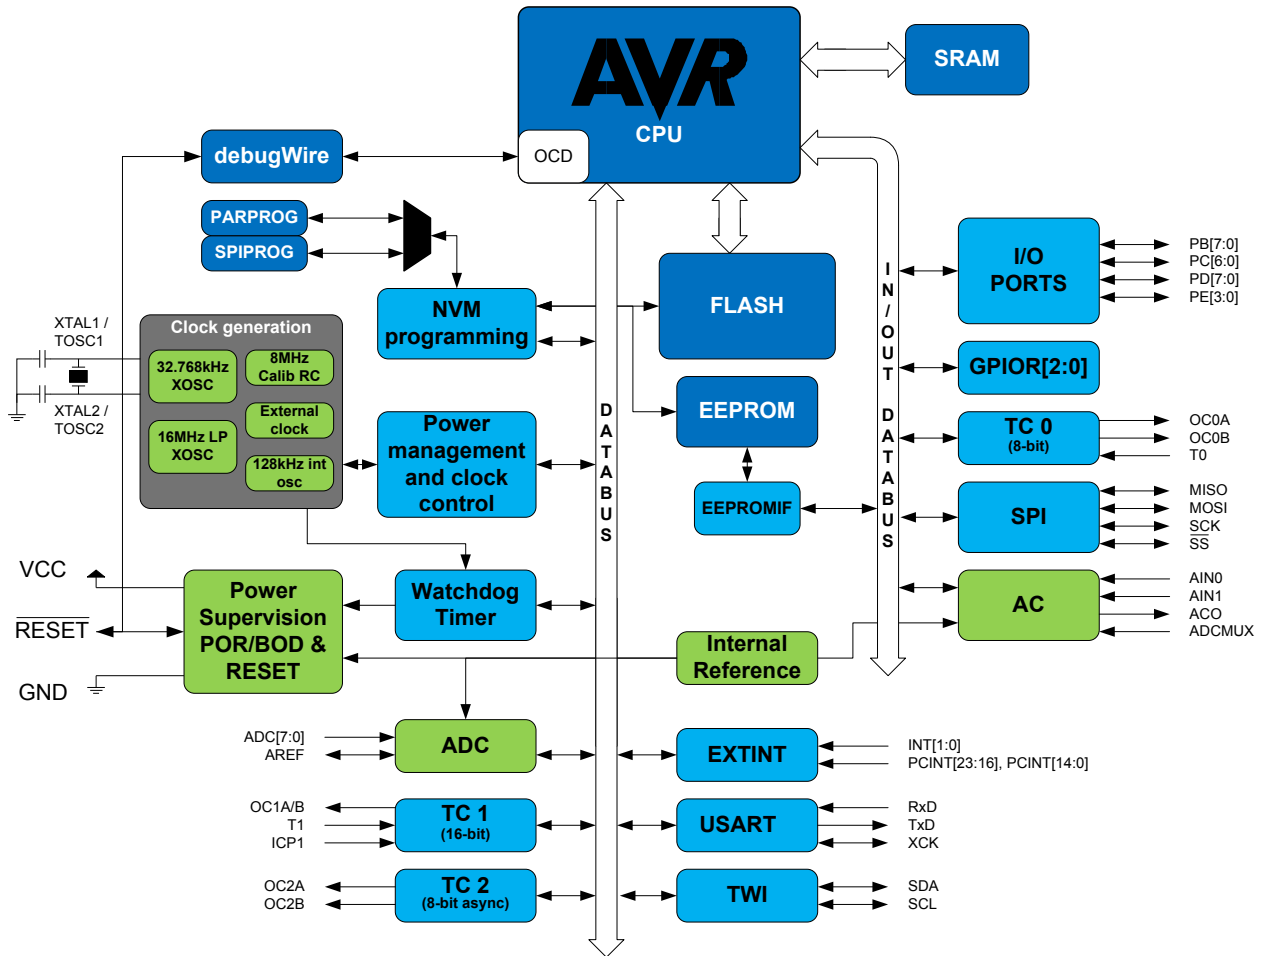 AVR
CPU
OCD
SRAM
debugWire
PARPROG
SPIPROG
NVM
programming
FLASH
EEPROM
EEPROMIF
I/O
PORTS
PB[7:0]
PC[6:0]
PD[7:0]
PE[3:0]
GPIOR[2:0]
TC 0
(8-bit)
OC0A
OC0B
T0
SPI
MISO
MOSI
SCK
SS
AC
AIN0
AIN1
ACO
ADCMUX
IN/OUT DATABUS
DATABUS
XTAL1 /
TOSC1
XTAL2 /
TOSC2
Clock generation
32.768kHz
XOSC
8MHz
Calib RC
External
clock
16MHz LP
XOSC
128kHz int
osc
Power
management
and clock
control
VCC
RESET
GND
Power
Supervision
POR/BOD &
RESET
Watchdog
Timer
Internal
Reference
ADC[7:0]
AREF
ADC
EXTINT
INT[1:0]
PCINT[23:16], PCINT[14:0]
OC1A/B
T1
ICP1
TC 1
(16-bit)
USART
RxD
TxD
XCK
OC2A
OC2B
TC 2
(8-bit async)
TWI
SDA
SCL